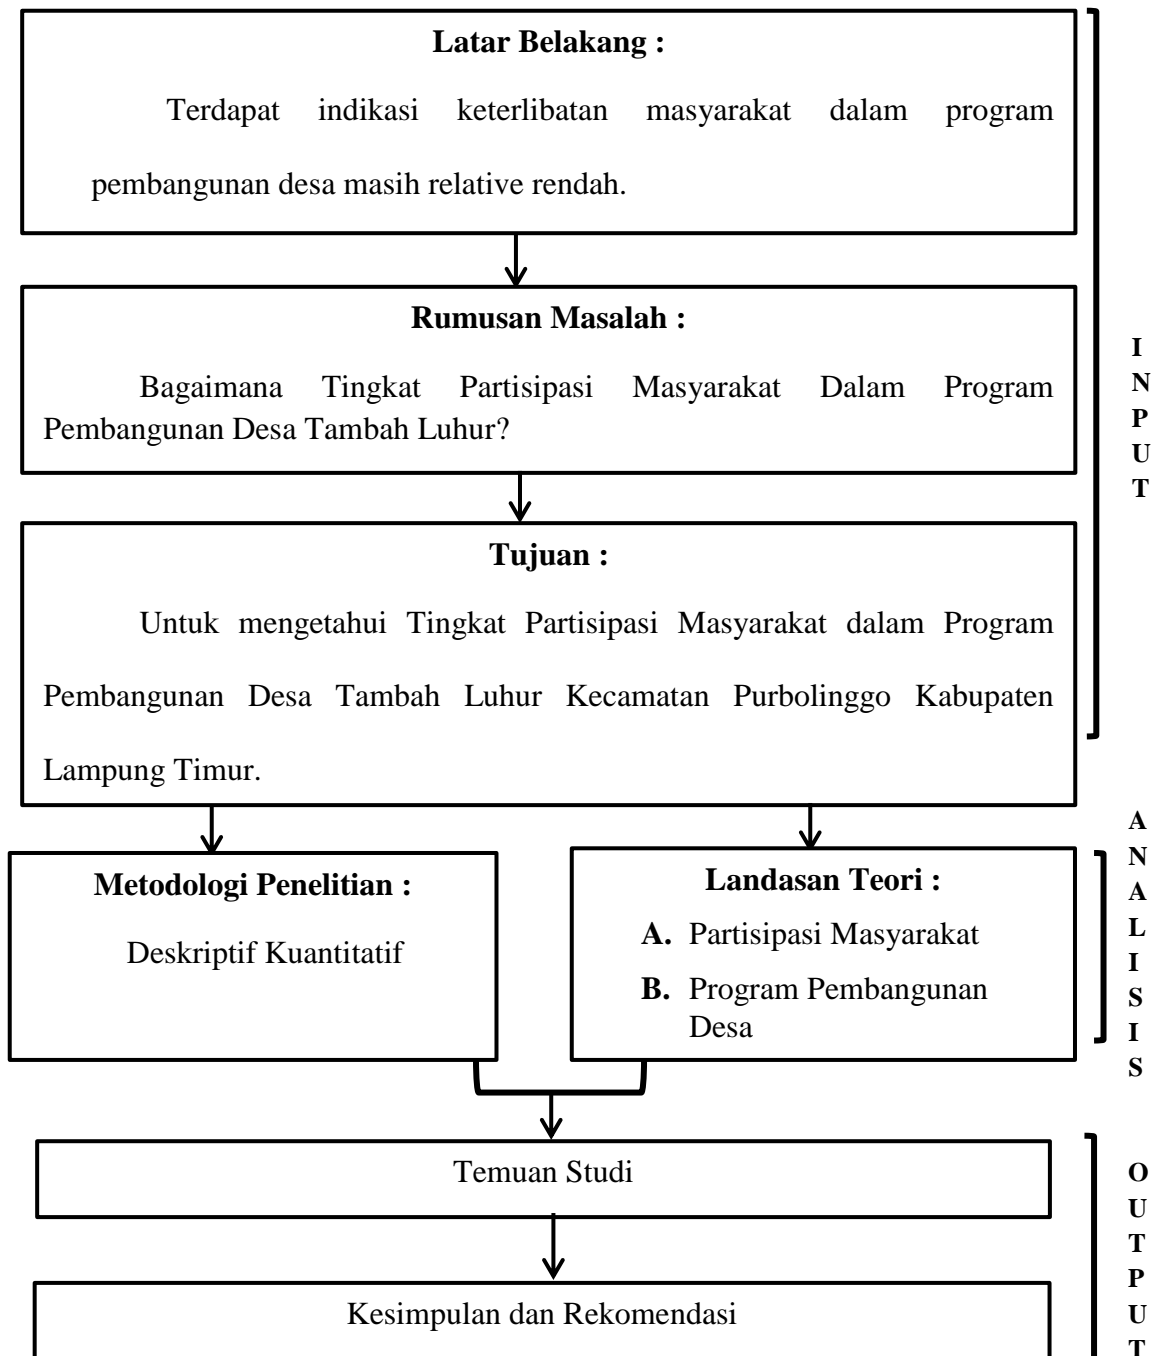 Latar Belakang :
Terdapat indikasi keterlibatan masyarakat dalam program
pembangunan desa masih relative rendah.
Rumusan Masalah :
Bagaimana Tingkat Partisipasi Masyarakat Dalam Program
Pembangunan Desa Tambah Luhur?
Tujuan :
Untuk mengetahui Tingkat Partisipasi Masyarakat dalam Program
Pembangunan Desa Tambah Luhur Kecamatan Purbolinggo Kabupaten
Lampung Timur.
I
N
P
U
T
Metodologi Penelitian :
Deskriptif Kuantitatif
Landasan Teori :
A. Partisipasi Masyarakat
B. Program Pembangunan
Desa
A
N
A
L
I
S
I
S
Temuan Studi
Kesimpulan dan Rekomendasi
O
U
T
P
U
T